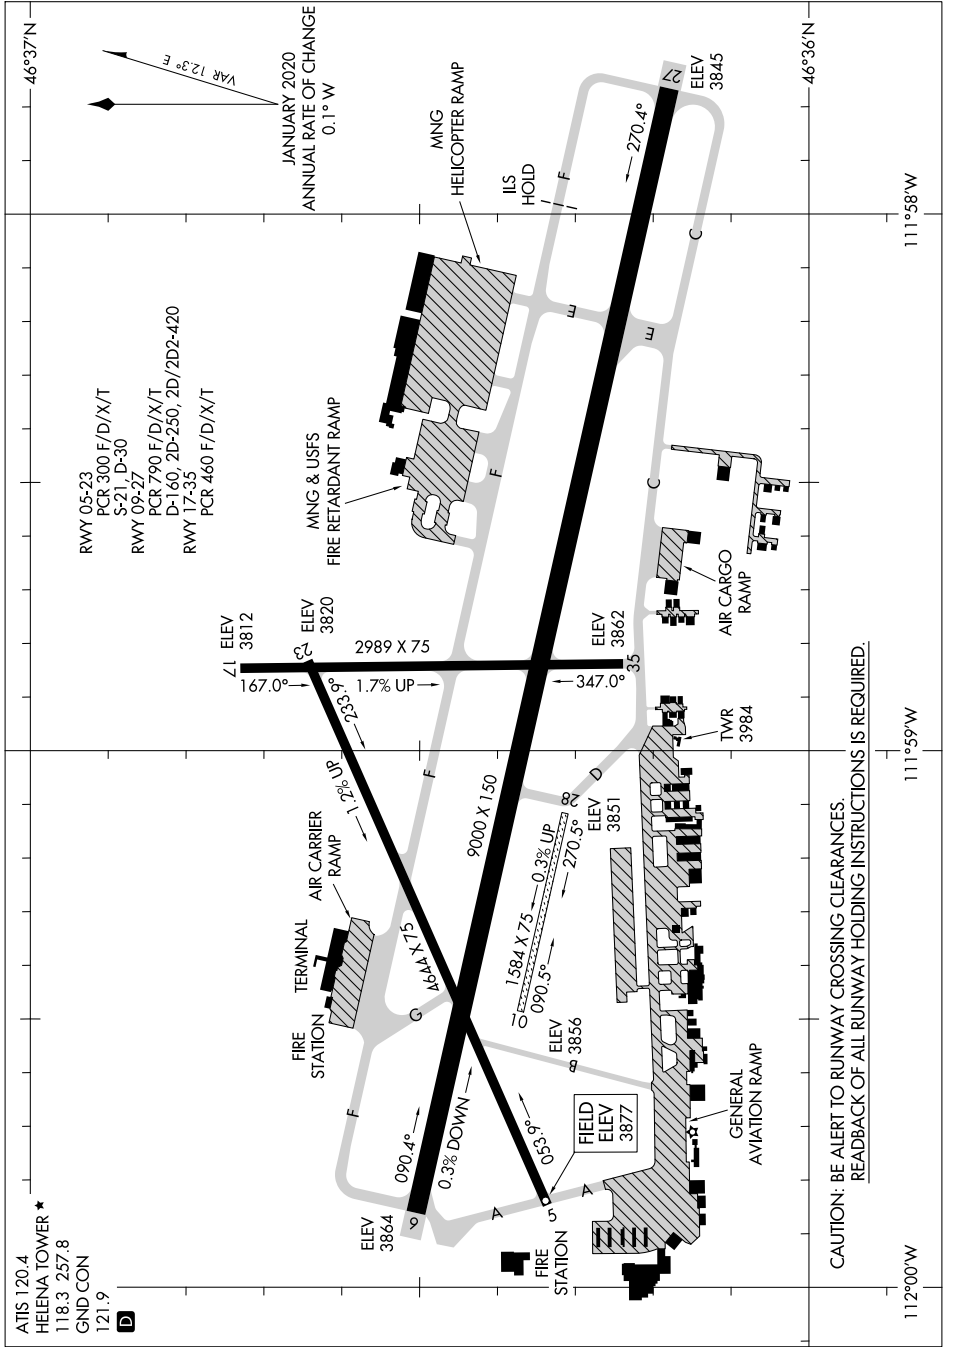 ATIS 120.4
HELENA TOWER ★
118.3 257.8
GND CON
121.9
D
RWY 05-23
PCR 300 F/D/X/T
S-21, D-30
RWY 09-27
PCR 790 F/D/X/T
D-160, 2D-250, 2D/2D2-420
RWY 17-35
PCR 460 F/D/X/T
JANUARY 2020
ANNUAL RATE OF CHANGE
0.1° W
VAR 12.3° E
46°37'N
46°36'N
MNG
HELICOPTER RAMP
ILS
HOLD
MNG & USFS
FIRE RETARDANT RAMP
17
ELEV
3812
23
ELEV
3820
167.0°
2989 X 75
1.7% UP
347.0°
35
ELEV
3862
233.9°
1.2% UP
4644 X 75
053.9°
5
FIELD
ELEV
3877
TERMINAL
AIR CARRIER
RAMP
FIRE
STATION
9
ELEV
3864
090.4°
0.3% DOWN
9000 X 150
270.4°
27
ELEV
3845
10
ELEV
3856
090.5°
1584 X 75
0.3% UP
270.5°
28
ELEV
3851
F
F
F
F
G
E
E
C
C
D
B
A
A
FIRE
STATION
GENERAL
AVIATION RAMP
TWR
3984
AIR CARGO
RAMP
CAUTION: BE ALERT TO RUNWAY CROSSING CLEARANCES.
READBACK OF ALL RUNWAY HOLDING INSTRUCTIONS IS REQUIRED.
112°00'W
111°59'W
111°58'W